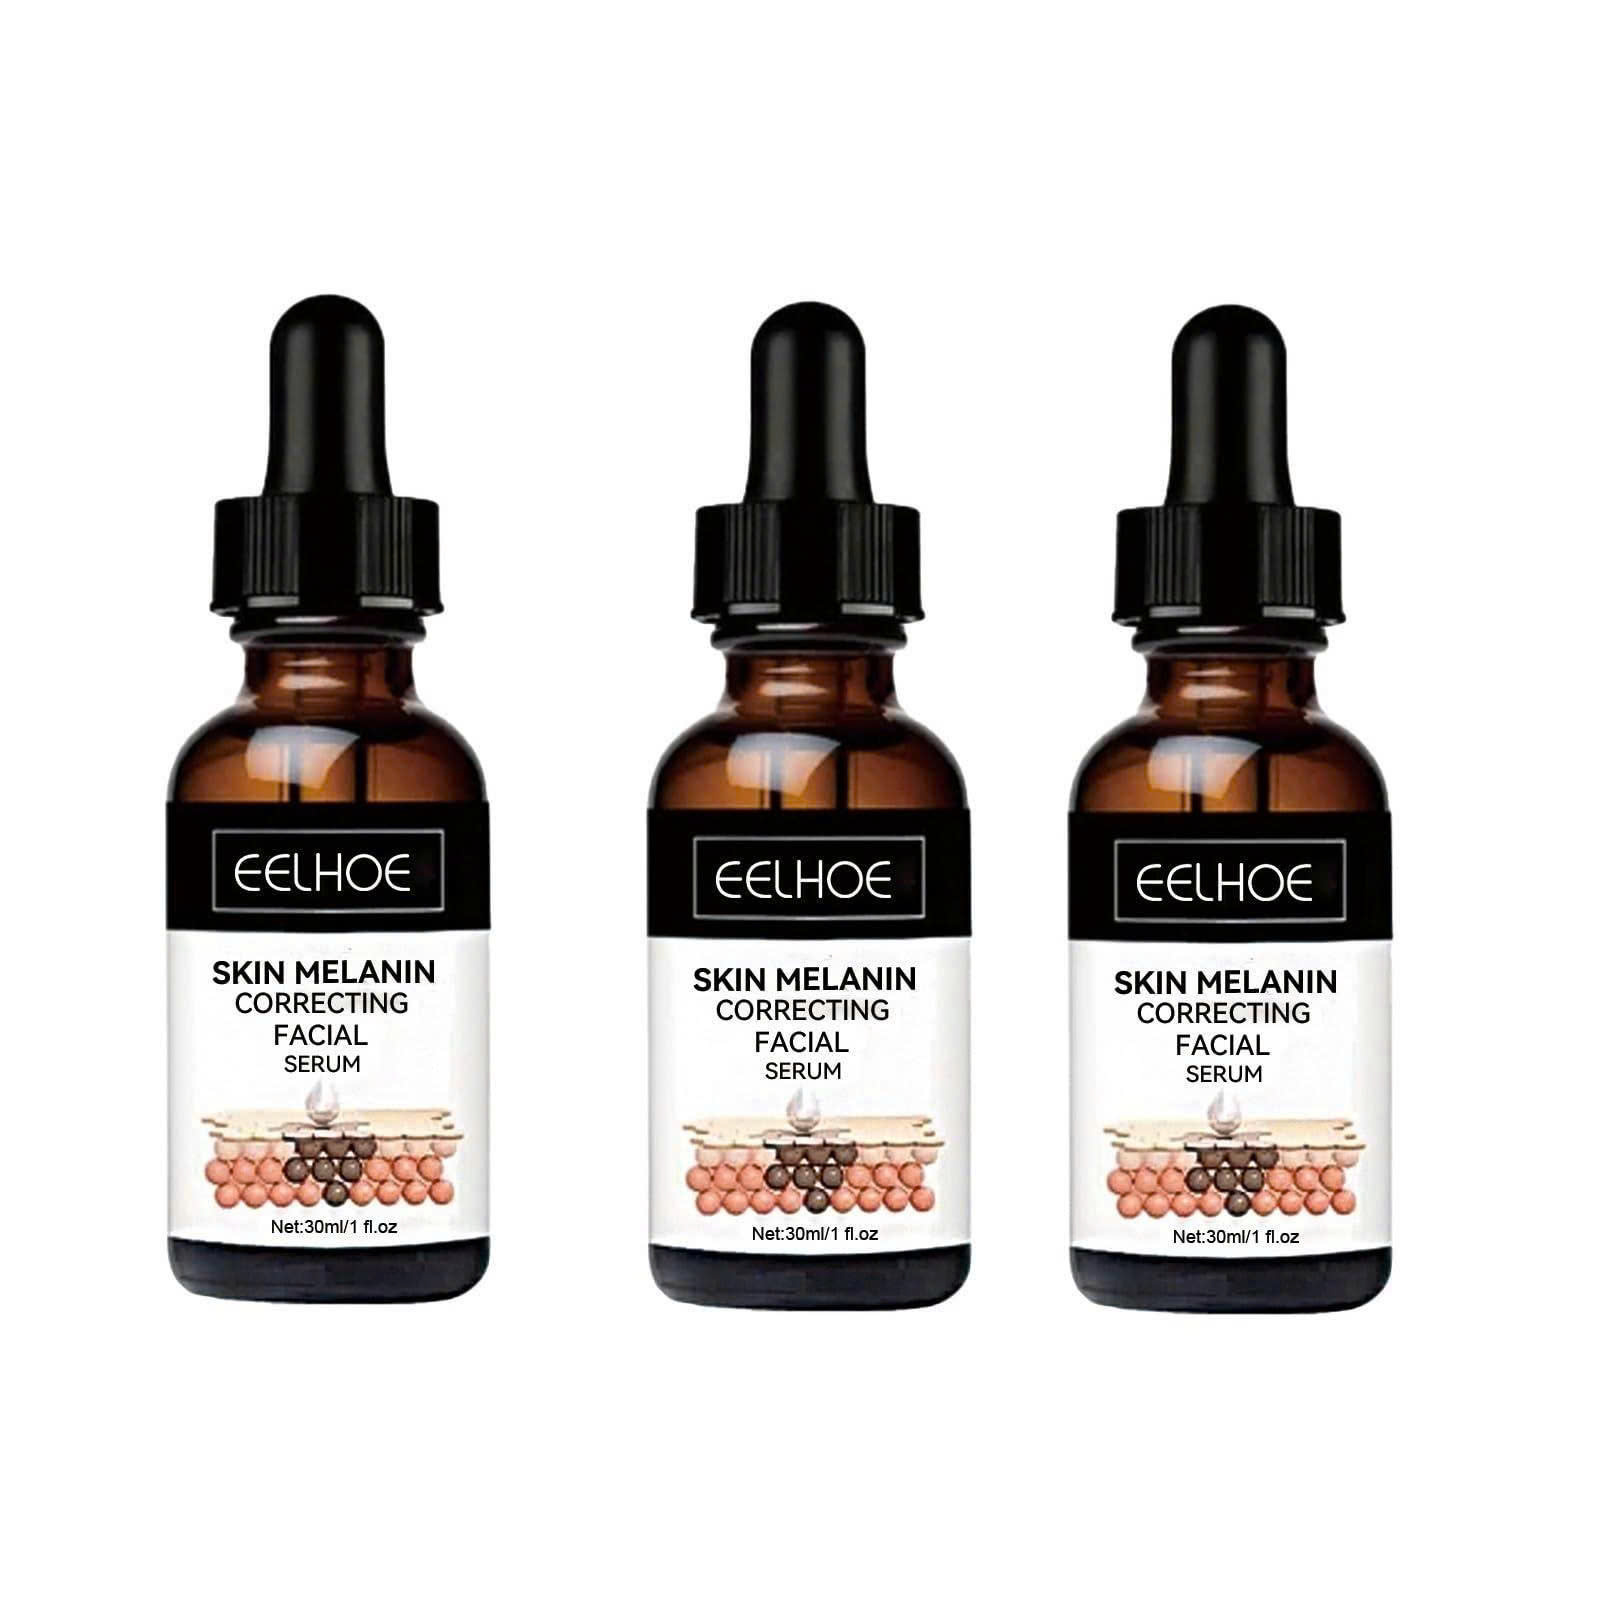 EELHOE
SKIN MELANIN
CORRECTING
FACIAL
SERUM
Net:30ml/1 fl.oz
EELHOE
SKIN MELANIN
CORRECTING
FACIAL
SERUM
Net:30ml/1 fl.oz
EELHOE
SKIN MELANIN
CORRECTING
FACIAL
SERUM
Net:30ml/1 fl.oz